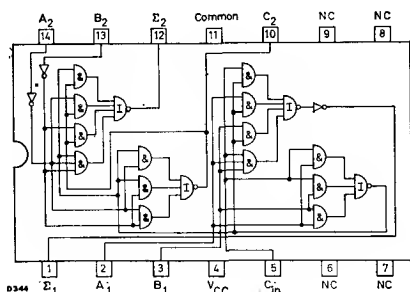 A2 B2 Σ2 Common C2 NC NC
14 13 12 11 10 9 8
& & & & I
& & & I
& & & & I
& & & I
1 2 3 4 5 6 7
Σ1 A1 B1 VCC Cin NC NC
D344